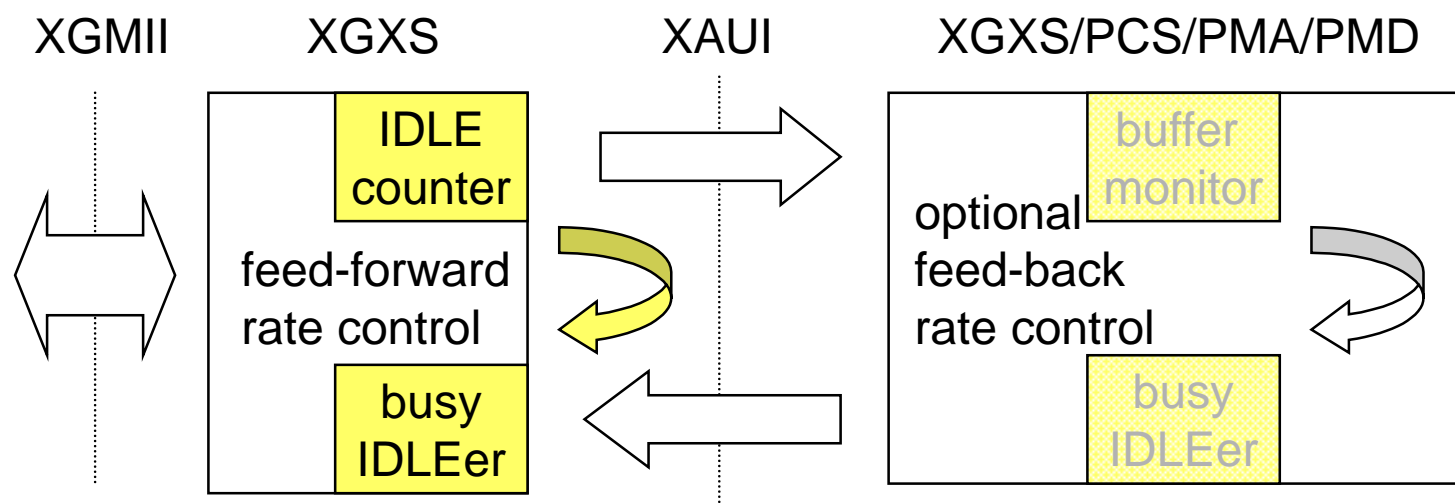 XGMII
XGXS
XAUI
XGXS/PCS/PMA/PMD
IDLE
counter
feed-forward
rate control
busy
IDLEer
buffer
monitor
optional
feed-back
rate control
busy
IDLEer